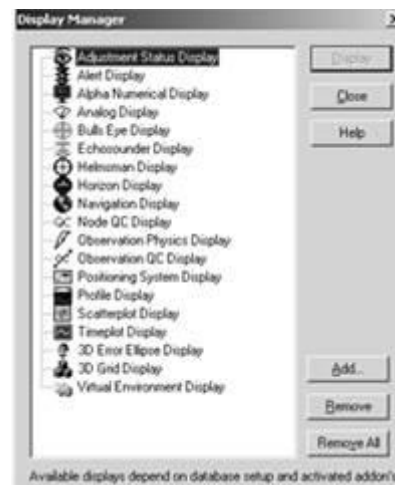 Display Manager
Adjustment Status Display
Alert Display
Alpha Numerical Display
Analog Display
Bulls Eye Display
Echosounder Display
Helmsman Display
Horizon Display
Navigation Display
Node QC Display
Observation Physics Display
Observation QC Display
Positioning System Display
Profile Display
Scatterplot Display
Timeplot Display
3D Error Ellipse Display
3D Grid Display
Virtual Environment Display
Display
Close
Help
Add...
Remove
Remove All
Available displays depend on database setup and activated addon's